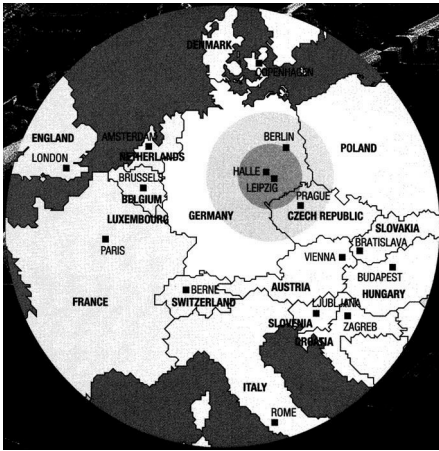 DENMARK
COPENHAGEN
ENGLAND
AMSTERDAM
BERLIN
LONDON
NETHERLANDS
POLAND
HALLE
BRUSSELS
LEIPZIG
BELGIUM
PRAGUE
LUXEMBOURG
GERMANY
CZECH REPUBLIC
SLOVAKIA
PARIS
BRATISLAVA
VIENNA
BUDAPEST
BERNE
AUSTRIA
HUNGARY
FRANCE
SWITZERLAND
LJUBLJANA
SLOVENIA
ZAGREB
CROATIA
ITALY
ROME